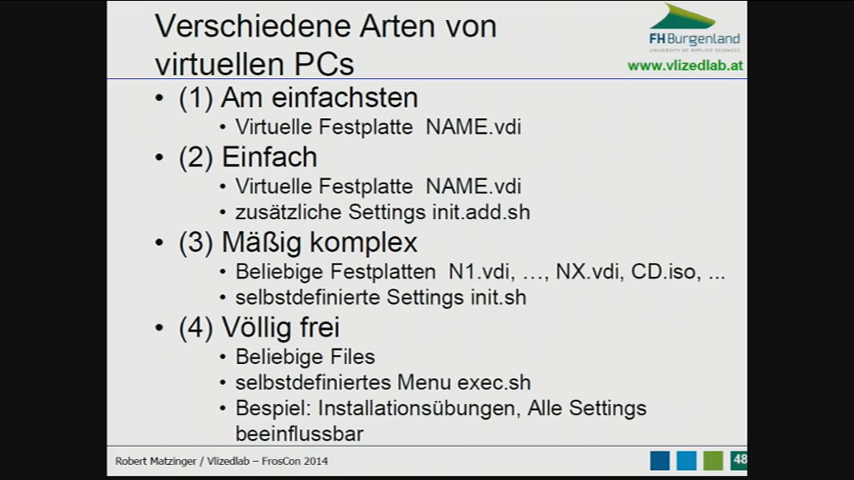 Verschiedene Arten von
virtuellen PCs
FH Burgenland
UNIVERSITY OF APPLIED SCIENCES
www.vlizedlab.at
• (1) Am einfachsten
• Virtuelle Festplatte NAME.vdi
• (2) Einfach
• Virtuelle Festplatte NAME.vdi
• zusätzliche Settings init.add.sh
• (3) Mäßig komplex
• Beliebige Festplatten N1.vdi, …, NX.vdi, CD.iso, ...
• selbstdefinierte Settings init.sh
• (4) Völlig frei
• Beliebige Files
• selbstdefiniertes Menu exec.sh
• Bespiel: Installationsübungen, Alle Settings
beeinflussbar
Robert Matzinger / Vlizedlab – FrosCon 2014
48